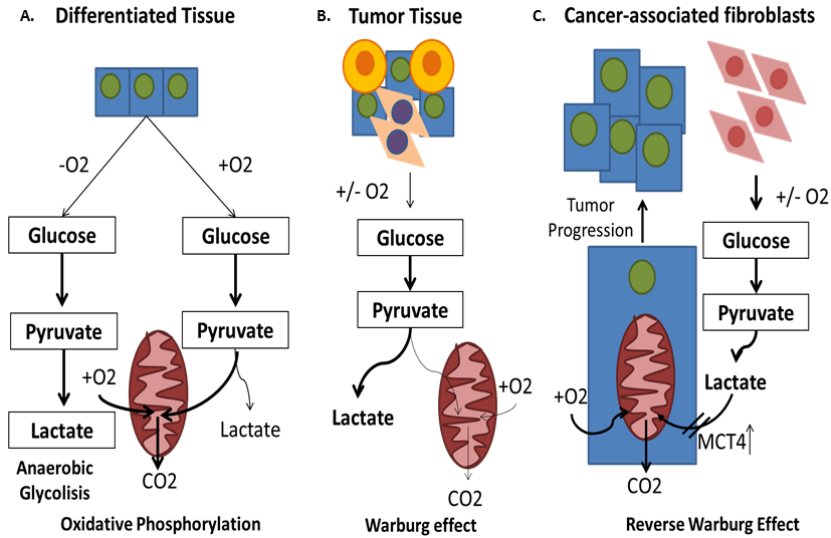 A. Differentiated Tissue
-O2
+O2
Glucose
Glucose
Pyruvate
Pyruvate
+O2
Lactate
Lactate
Anaerobic
Glycolisis
CO2
Oxidative Phosphorylation
B. Tumor Tissue
+/- O2
Glucose
Pyruvate
+O2
Lactate
CO2
Warburg effect
C. Cancer-associated fibroblasts
+/- O2
Tumor
Progression
Glucose
Pyruvate
Lactate
+O2
MCT4↑
CO2
Reverse Warburg Effect